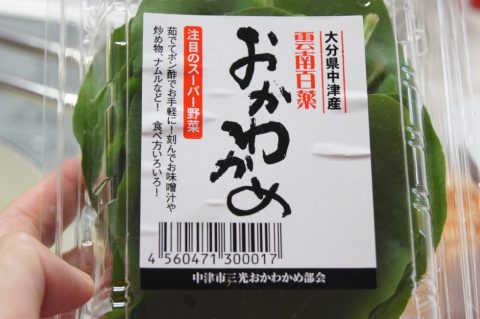 大分県中津産
雲南百薬
おかわかめ
注目のスーパー野菜
茹でてポン酢でお手軽に！刻んでお味噌汁や
炒め物、ナムルなど！　食べ方いろいろ！
4 560471 300017
中津市三光おかわかめ部会